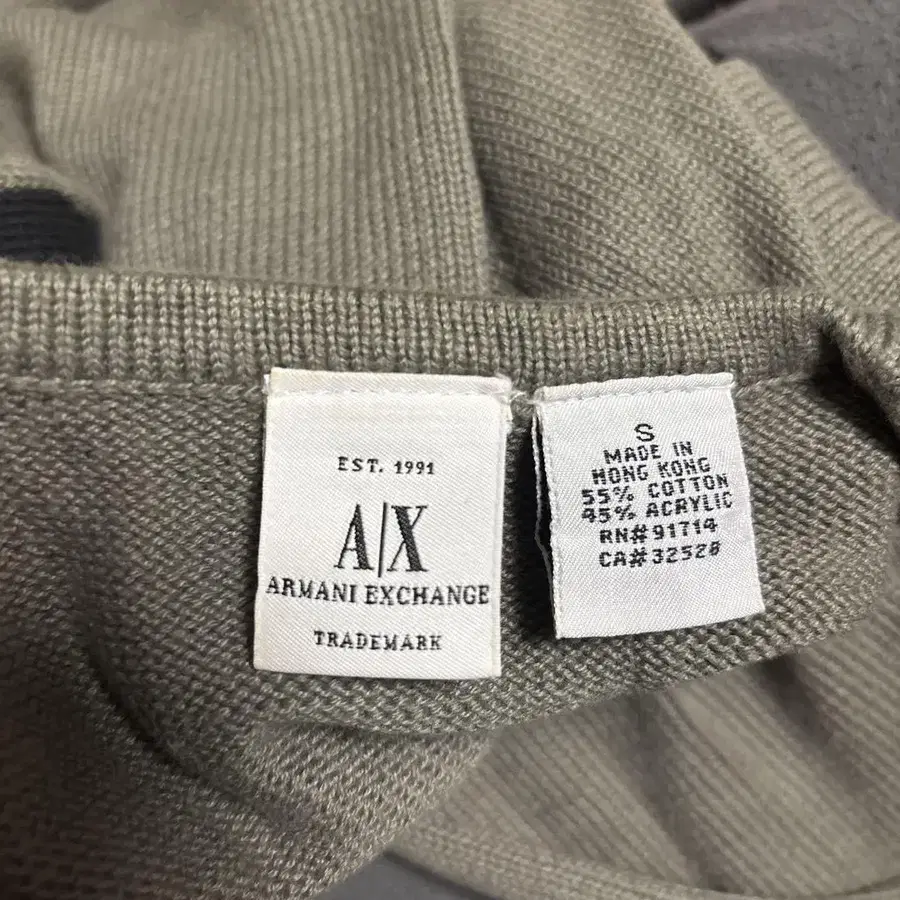 EST. 1991
A|X
ARMANI EXCHANGE
TRADEMARK
S
MADE IN
HONG KONG
55% COTTON
45% ACRYLIC
RN#91714
CA#32528